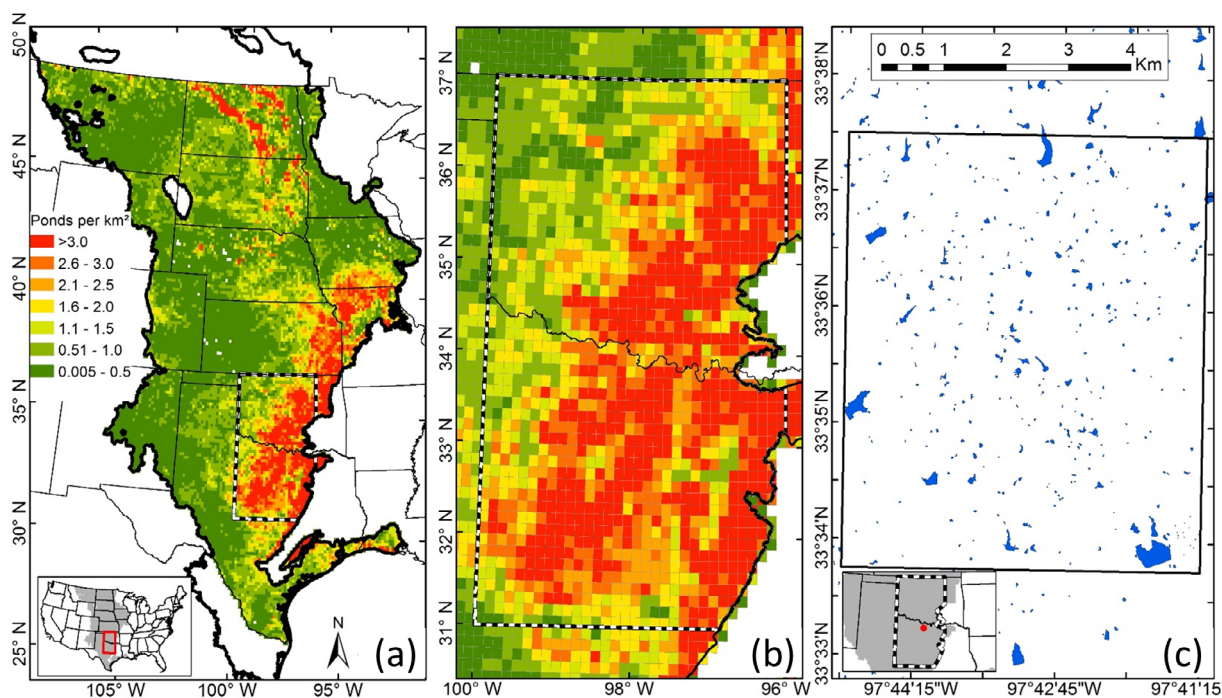 50° N
45° N
40° N
35° N
30° N
25° N
Ponds per km²
>3.0
2.6 - 3.0
2.1 - 2.5
1.6 - 2.0
1.1 - 1.5
0.51 - 1.0
0.005 - 0.5
N
(a)
105° W
100° W
95° W
37° N
36° N
35° N
34° N
33° N
32° N
31° N
(b)
100° W
98° W
96° W
0 0.5 1 2 3 4
Km
33°38'N
33°37'N
33°36'N
33°35'N
33°34'N
33°33'N
(c)
97°44'15"W
97°42'45"W
97°41'15"W